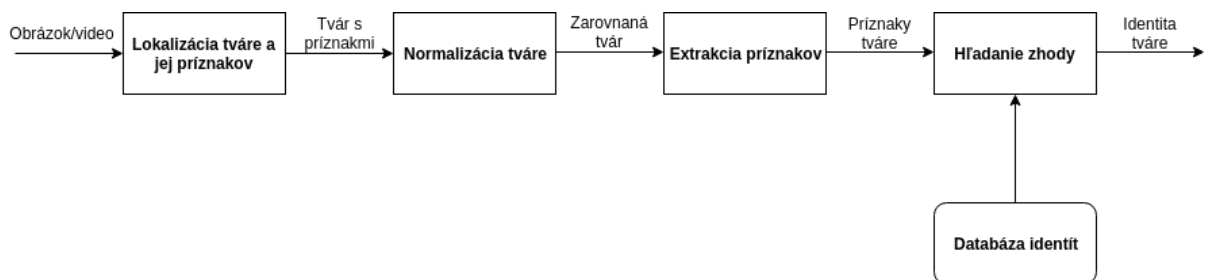 Obrázok/video
Lokalizácia tváre a
jej príznakov
Tvár s
príznakmi
Normalizácia tváre
Zarovnaná
tvár
Extrakcia príznakov
Príznaky
tváre
Hľadanie zhody
Identita
tváre
Databáza identít